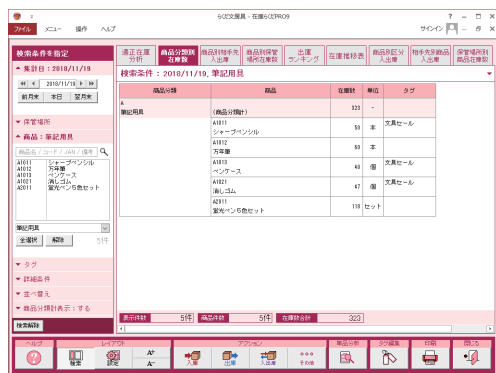 らくだ文具 - 在庫らくだPRO9
ファイル メニュー 操作 ヘルプ
サインイン
検索条件を指定
集計日：2018/11/19
2018/11/19
前月末 本日 翌月末
保管場所
商品：筆記用具
商品名 / コード / JAN / 備考
A1011 シャープペンシル
A1012 万年筆
A1013 ペンケース
A1021 消しゴム
A2011 蛍光ペン５色セット
筆記用具
全選択 解除 5件
タグ
詳細条件
並べ替え
商品分類計表示：する
検索解除
適正在庫分析
商品分類別在庫数
商品別相手先入出庫
商品別保管場所在庫数
出庫ランキング
在庫推移表
商品別区分入出庫
相手先別商品入出庫
保管場所別商品在庫数
検索条件：2018/11/19, 筆記用具
商品分類 商品 在庫数 単位 タグ
A
筆記用具 (商品分類計) 323 -
A1011
シャープペンシル 50 本 文具セール
A1012
万年筆 60 本
A1013
ペンケース 40 個 文具セール
A1021
消しゴム 47 個 文具セール
A2011
蛍光ペン５色セット 118 セット
表示件数 5件 商品件数 5件 在庫数合計 323
ヘルプ レイアウト アクション 単品分析 タグ編集 印刷 閉じる
検索 設定 A+ A- 入庫 出庫 入出庫 その他